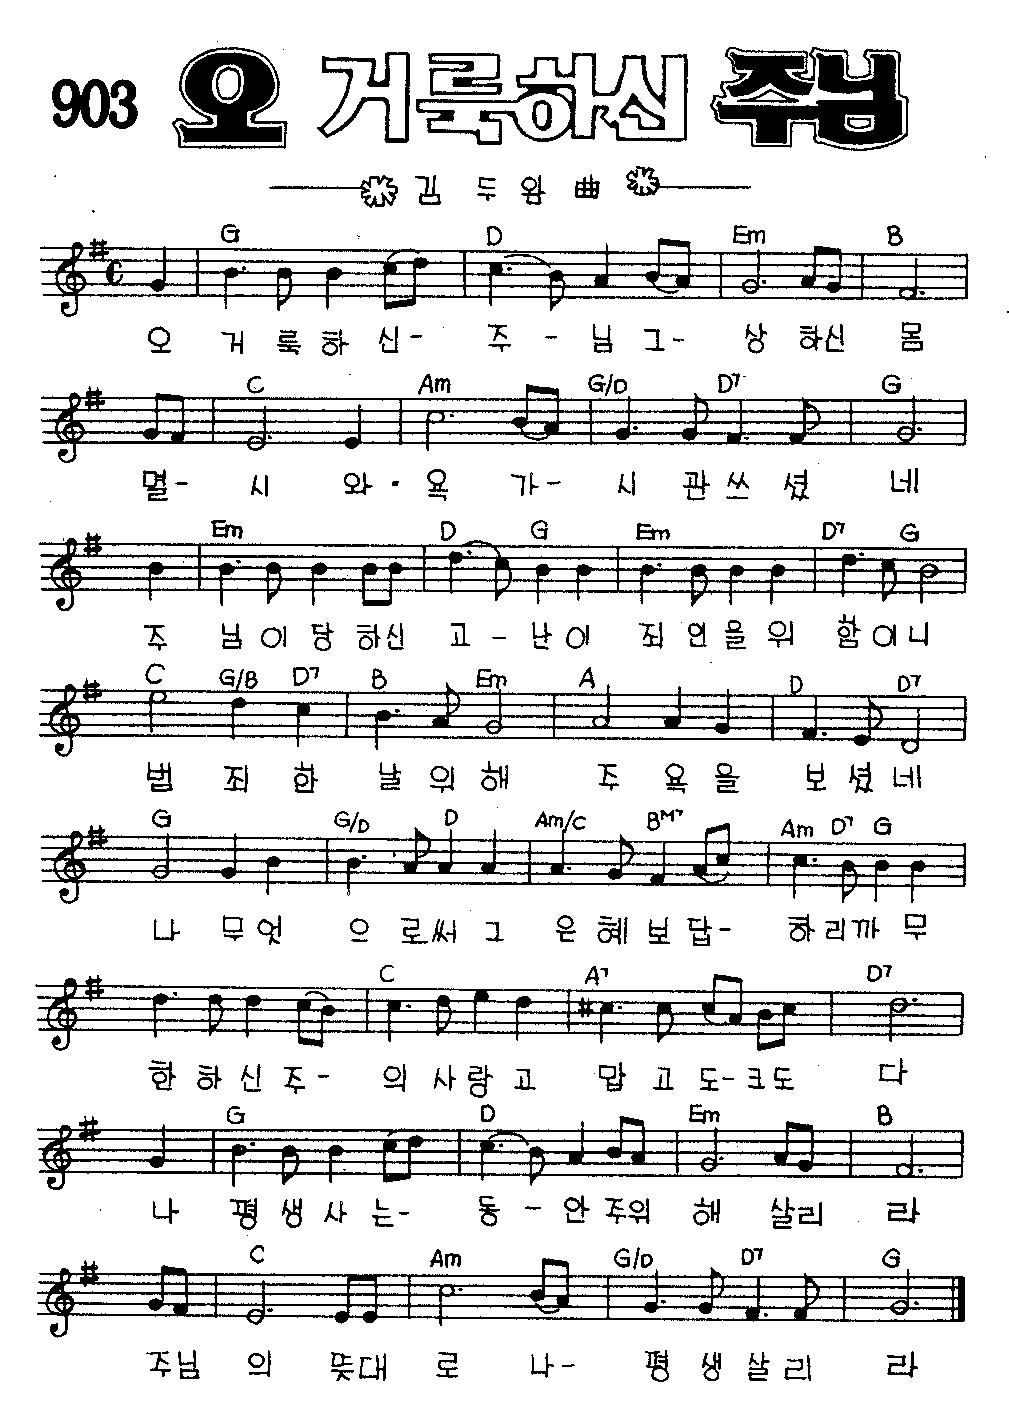 903 오 거룩하신 주님
김 두 완 曲
G D Em B
오 거 룩 하 신- 주 - 님 그- 상 하신 몸
C Am G/D D7 G
멸- 시 와 · 욕 가- 시 관 쓰 셨 네
Em D G Em D7 G
주 님 이 당 하신 고 - 난 이 죄 인 을 위 함이니
C G/B D7 B Em A D D7
범 죄 한 날 위 해 주 욕 을 보 셨네
G G/D D Am/C BM7 Am D7 G
나 무 엇 으 로써 그 은 혜 보 답- 하리까 무
C A7 D7
한 하 신 주- 의 사 랑 고 맙 고 도-크도 다
G D Em B
나 평 생 사 는- 동 - 안 주위 해 살리 라
C Am G/D D7 G
주님 의 뜻대 로 나- 평 생 살 리 라